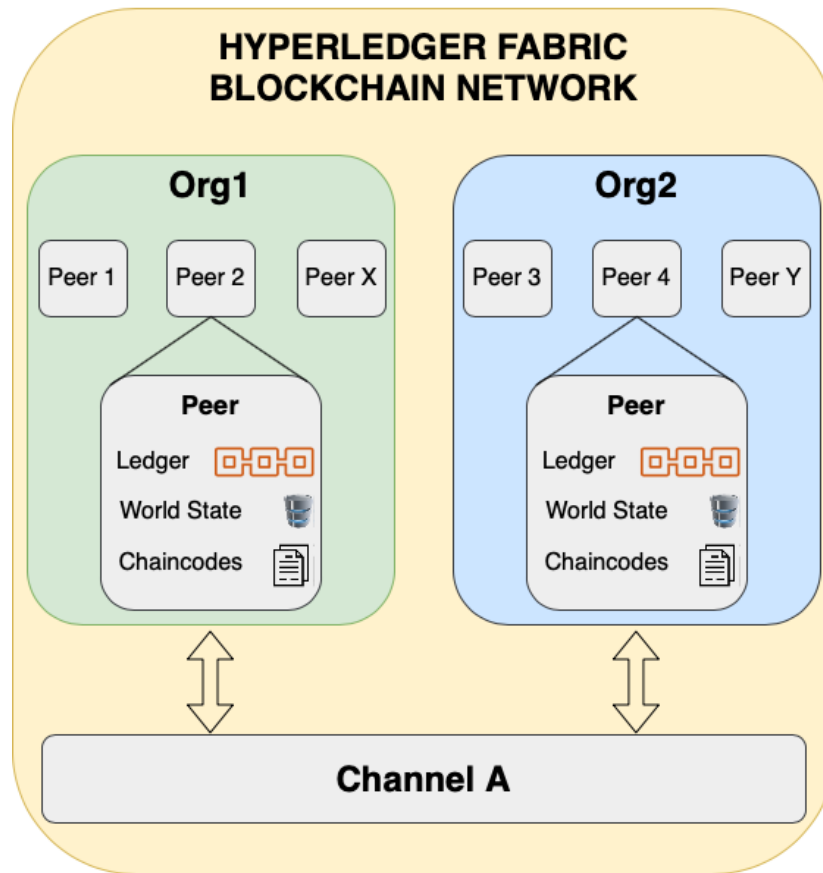 HYPERLEDGER FABRIC
BLOCKCHAIN NETWORK
Org1
Org2
Peer 1
Peer 2
Peer X
Peer 3
Peer 4
Peer Y
Peer
Ledger
World State
Chaincodes
Peer
Ledger
World State
Chaincodes
Channel A